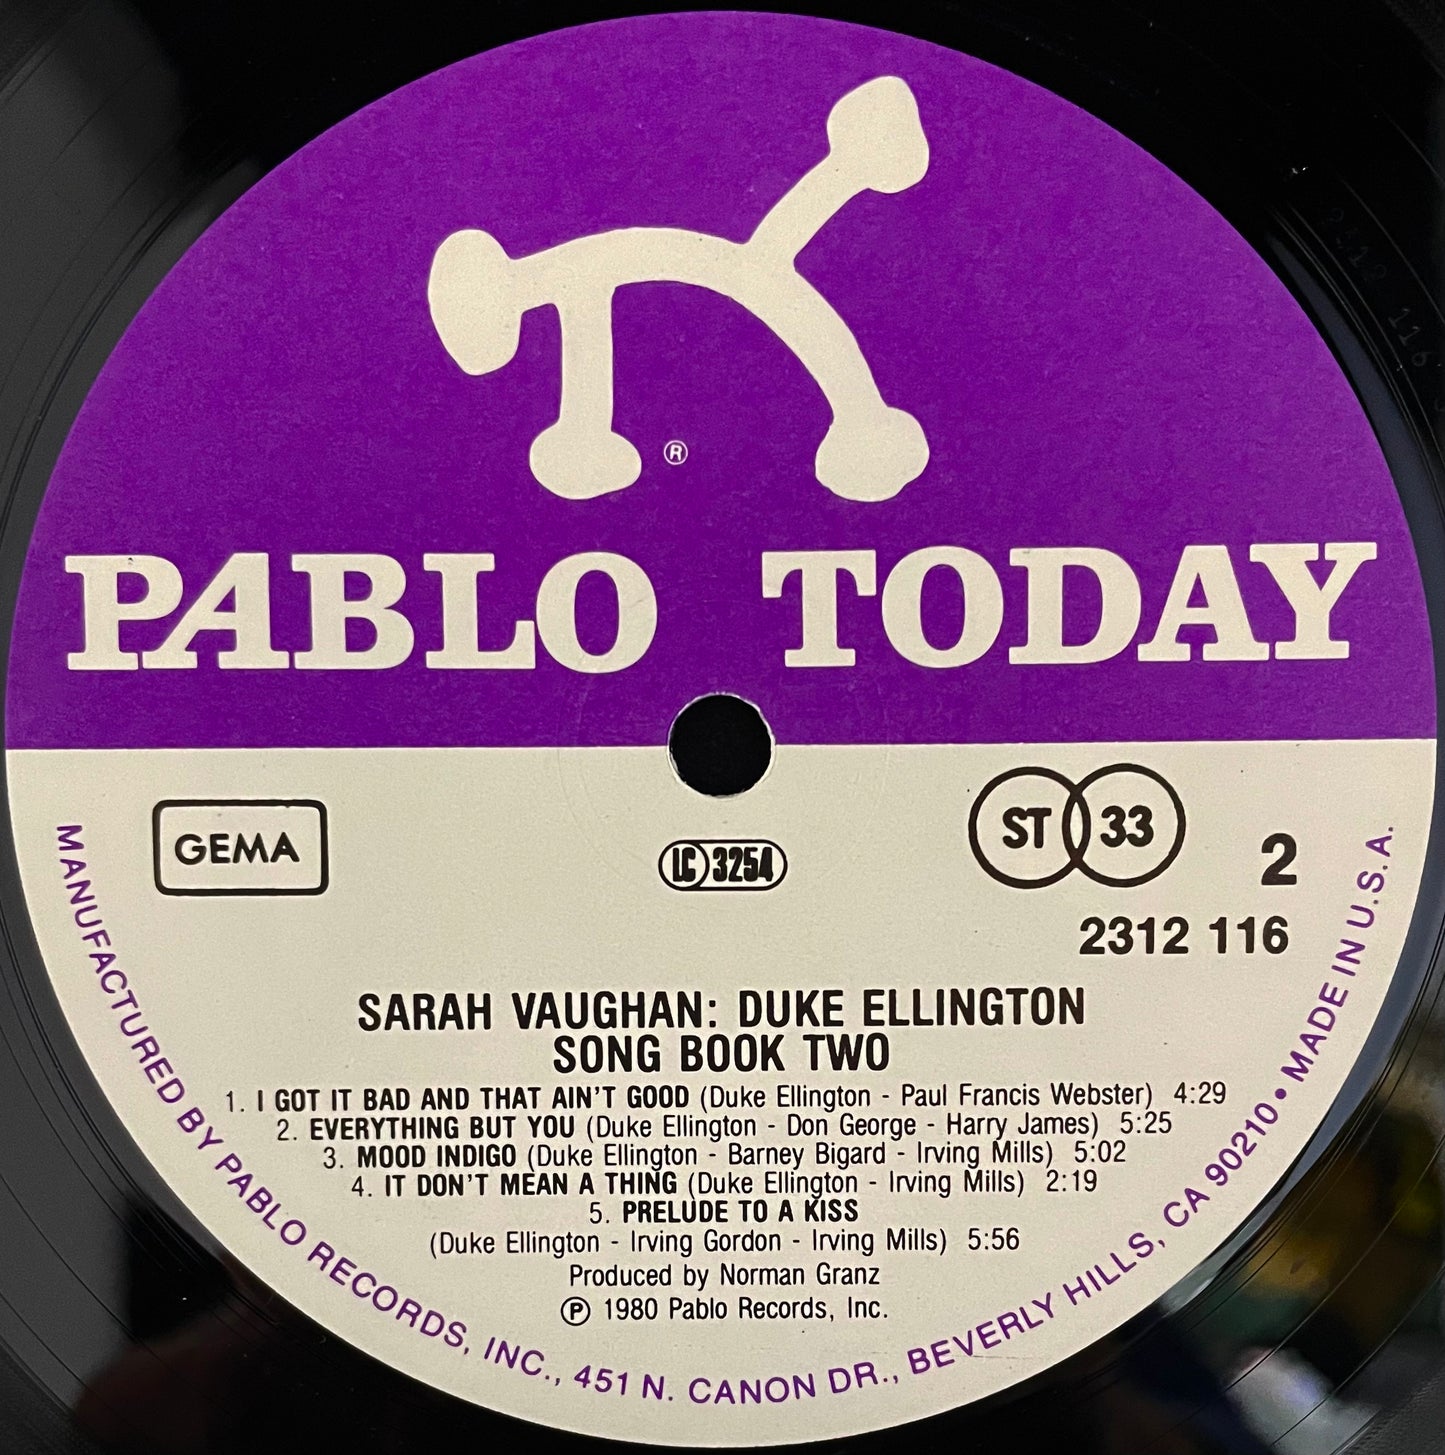 ®
PABLO TODAY
GEMA
LC 3254
ST 33
2
2312 116
SARAH VAUGHAN: DUKE ELLINGTON
SONG BOOK TWO
1. I GOT IT BAD AND THAT AIN'T GOOD (Duke Ellington - Paul Francis Webster) 4:29
2. EVERYTHING BUT YOU (Duke Ellington - Don George - Harry James) 5:25
3. MOOD INDIGO (Duke Ellington - Barney Bigard - Irving Mills) 5:02
4. IT DON'T MEAN A THING (Duke Ellington - Irving Mills) 2:19
5. PRELUDE TO A KISS
(Duke Ellington - Irving Gordon - Irving Mills) 5:56
Produced by Norman Granz
Ⓟ 1980 Pablo Records, Inc.
MANUFACTURED BY PABLO RECORDS, INC., 451 N. CANON DR., BEVERLY HILLS, CA 90210 • MADE IN U.S.A.
2312 116